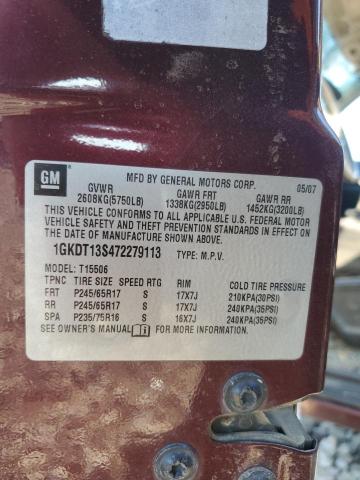 GM
MFD BY GENERAL MOTORS CORP. 05/07
GVWR GAWR FRT GAWR RR
2608KG(5750LB) 1338KG(2950LB) 1452KG(3200LB)
THIS VEHICLE CONFORMS TO ALL APPLICABLE U.S. FEDERAL MOTOR
VEHICLE SAFETY AND THEFT PREVENTION STANDARDS IN EFFECT ON
THE DATE OF MANUFACTURE SHOWN ABOVE.
1GKDT13S472279113 TYPE: M.P.V.
MODEL: T15506
TPNC TIRE SIZE SPEED RTG RIM COLD TIRE PRESSURE
FRT P245/65R17 S 17X7J 210KPA(30PSI)
RR P245/65R17 S 17X7J 240KPA(35PSI)
SPA P235/75R16 S 16X7J 240KPA(35PSI)
SEE OWNER'S MANUAL FOR MORE INFORMATION.